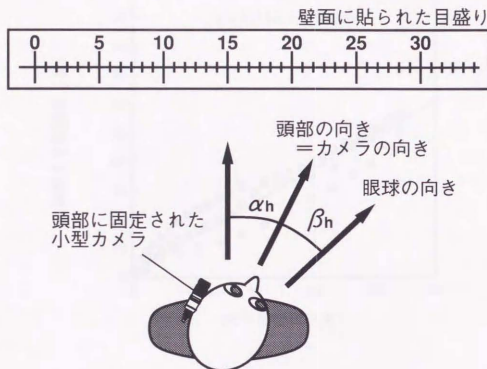 壁面に貼られた目盛り
0 5 10 15 20 25 30
頭部の向き
=カメラの向き
眼球の向き
αh
βh
頭部に固定された
小型カメラ